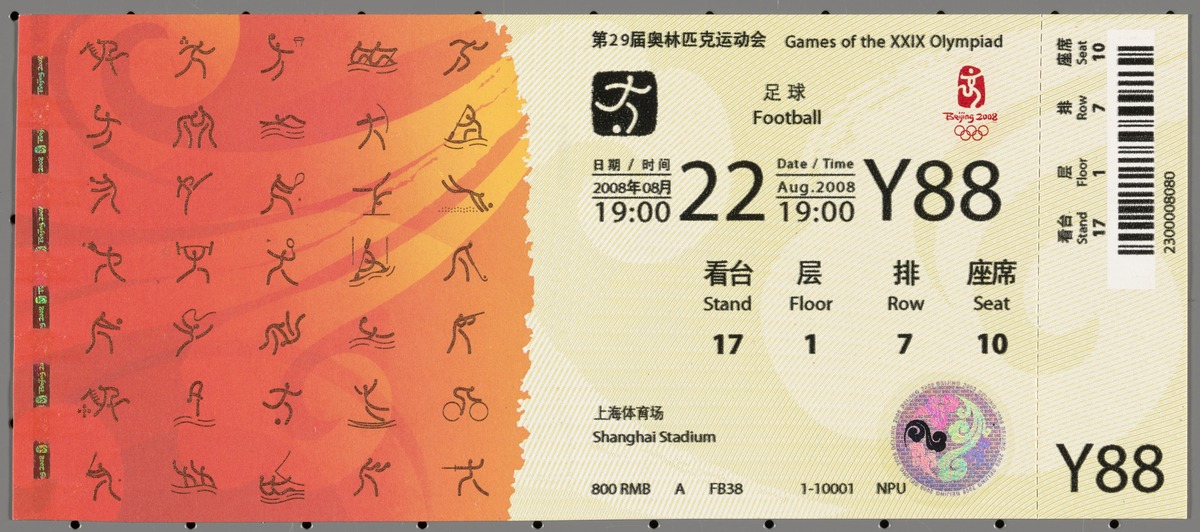 第29届奥林匹克运动会 Games of the XXIX Olympiad
足球
Football
Beijing 2008
日期 / 时间
2008年08月
19:00
22
Date / Time
Aug.2008
19:00
Y88
看台 层 排 座席
Stand Floor Row Seat
17 1 7 10
上海体育场
Shanghai Stadium
800 RMB A FB38 1-10001 NPU
座席 Seat 10
排 Row 7
层 Floor 1
看台 Stand 17
2300008080
Y88